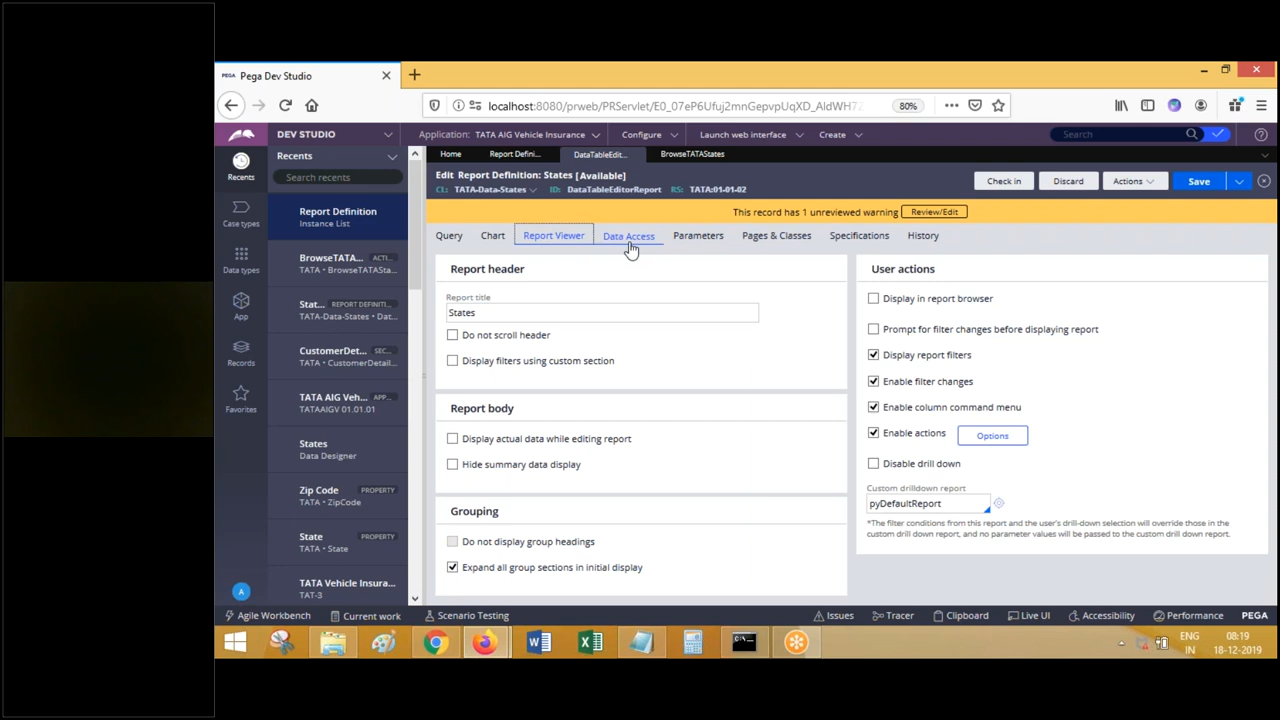 PEGA Pega Dev Studio
localhost:8080/prweb/PRServlet/E0_07eP6Ufuj2mnGepvpUqXD_AldWH7Z
80%
DEV STUDIO
Application: TATA AIG Vehicle Insurance
Configure
Launch web interface
Create
Search
Recents
Case types
Data types
App
Records
Favorites
A
Recents
Search recents
Report Definition
Instance List
BrowseTATA... ACTI...
TATA • BrowseTATASta...
Stat... REPORT DEFINITI...
TATA-Data-States • Dat...
CustomerDet... SEC...
TATA • CustomerDetail...
TATA AIG Veh... APP...
TATAAIGV 01.01.01
States
Data Designer
Zip Code PROPERTY
TATA • ZipCode
State PROPERTY
TATA • State
TATA Vehicle Insura...
TAT-3
Home
Report Defini...
DataTableEdit...
BrowseTATAStates
Edit Report Definition: States [Available]
CL: TATA-Data-States ID: DataTableEditorReport RS: TATA:01-01-02
Check in
Discard
Actions
Save
This record has 1 unreviewed warning Review/Edit
Query
Chart
Report Viewer
Data Access
Parameters
Pages & Classes
Specifications
History
Report header
Report title
States
Do not scroll header
Display filters using custom section
Report body
Display actual data while editing report
Hide summary data display
Grouping
Do not display group headings
Expand all group sections in initial display
User actions
Display in report browser
Prompt for filter changes before displaying report
Display report filters
Enable filter changes
Enable column command menu
Enable actions Options
Disable drill down
Custom drilldown report
pyDefaultReport
*The filter conditions from this report and the user's drill-down selection will override those in the
custom drill down report, and no parameter values will be passed to the custom drill down report.
Agile Workbench
Current work
Scenario Testing
Issues
Tracer
Clipboard
Live UI
Accessibility
Performance
PEGA
ENG
IN
08:19
18-12-2019